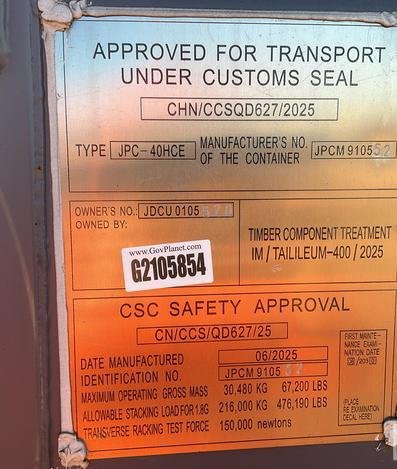 APPROVED FOR TRANSPORT
UNDER CUSTOMS SEAL
CHN/CCSQD627/2025
TYPE JPC-40HCE MANUFACTURER'S NO. OF THE CONTAINER JPCM 910552
OWNER'S NO.: JDCU 0105
OWNED BY:
www.GovPlanet.com
G2105854
TIMBER COMPONENT TREATMENT
IM / TAILILEUM-400 / 2025
CSC SAFETY APPROVAL
CN/CCS/QD627/25
DATE MANUFACTURED 06/2025
IDENTIFICATION NO. JPCM 9105
MAXIMUM OPERATING GROSS MASS 30,480 KG 67,200 LBS
ALLOWABLE STACKING LOAD FOR 1.8G 216,000 KG 476,190 LBS
TRANSVERSE RACKING TEST FORCE 150,000 newtons
FIRST MAINTE-
NANCE EXAMI-
NATION DATE
(PLACE
RE EXAMINATION
DECAL HERE)